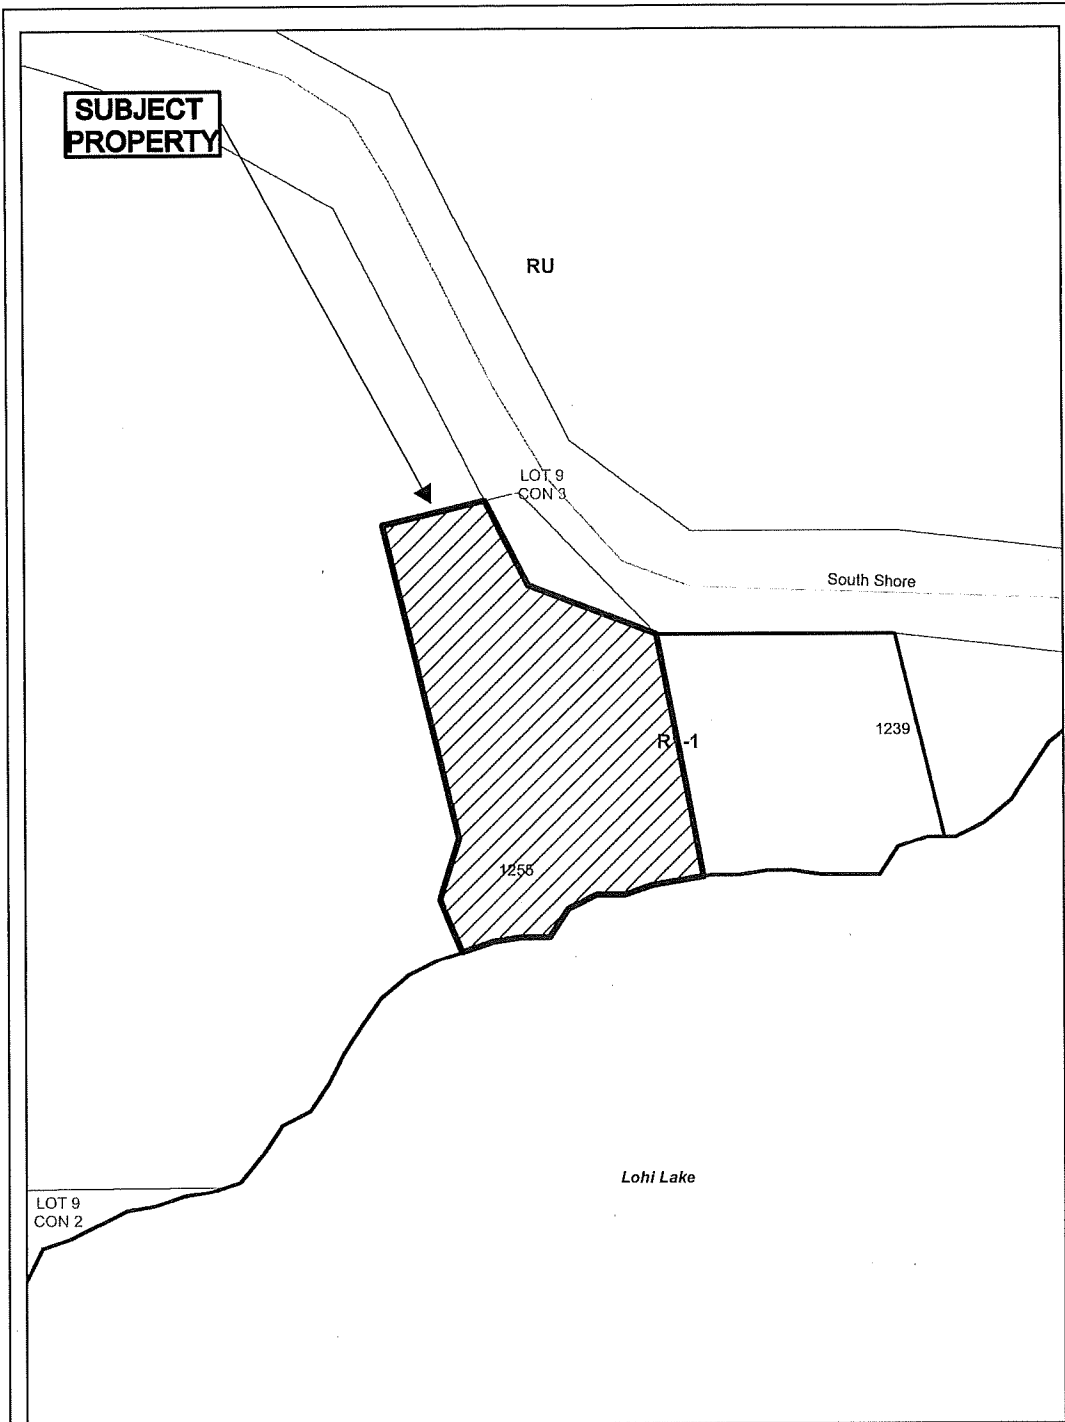 SUBJECT
PROPERTY
RU
LOT 9
CON 3
South Shore
1239
1255
Lohi Lake
LOT 9
CON 2